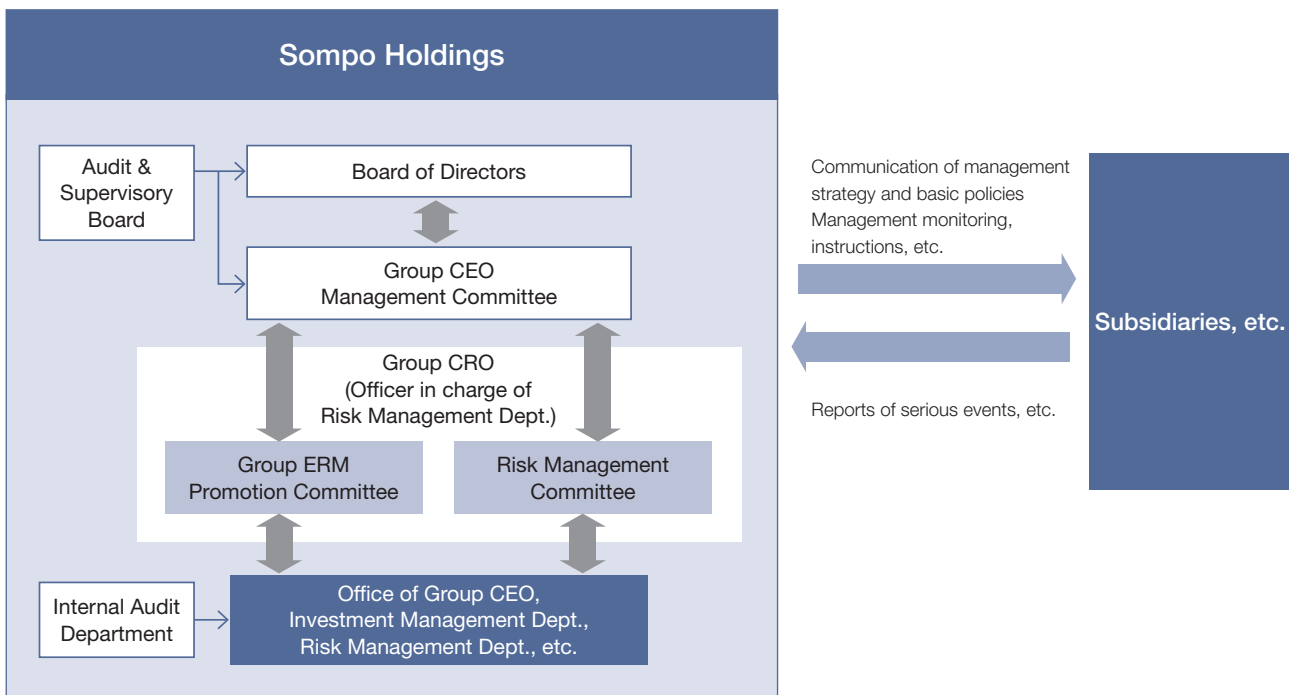 Sompo Holdings
Audit &
Supervisory
Board
Board of Directors
Group CEO
Management Committee
Group CRO
(Officer in charge of
Risk Management Dept.)
Group ERM
Promotion Committee
Risk Management
Committee
Internal Audit
Department
Office of Group CEO,
Investment Management Dept.,
Risk Management Dept., etc.
Communication of management
strategy and basic policies
Management monitoring,
instructions, etc.
Reports of serious events, etc.
Subsidiaries, etc.